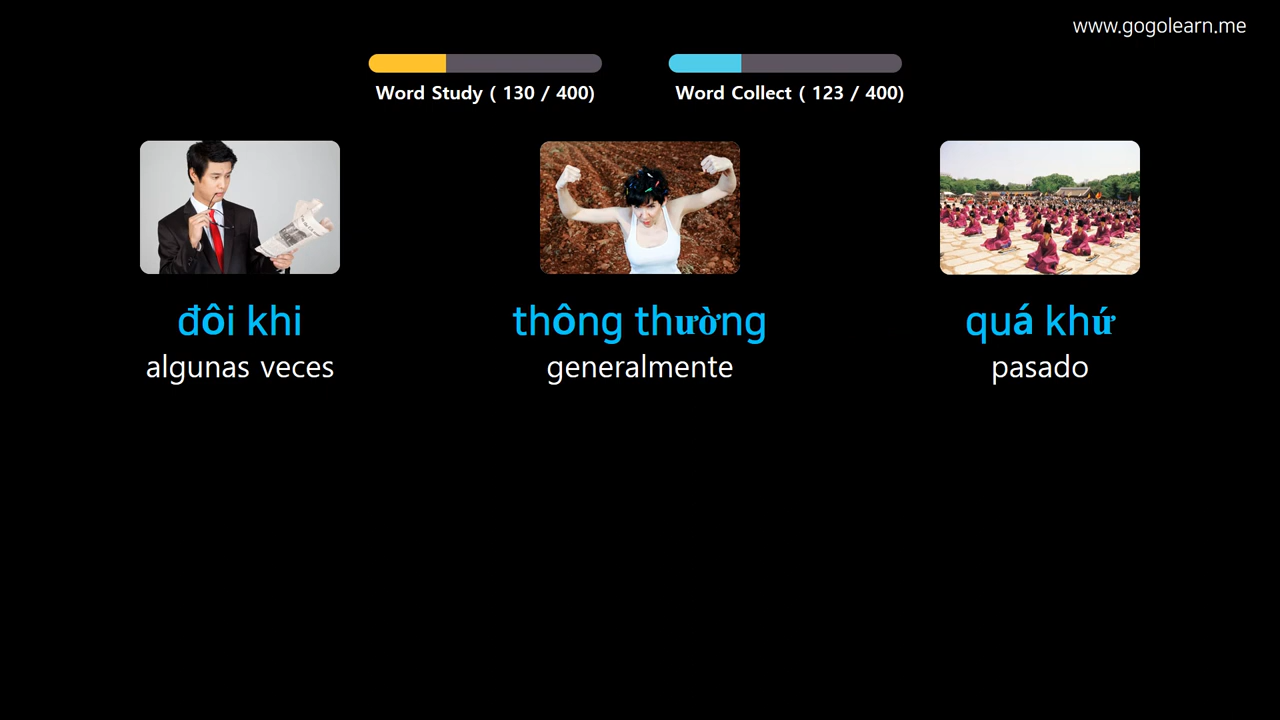 www.gogolearn.me
Word Study ( 130 / 400)
Word Collect ( 123 / 400)
đôi khi
thông thường
quá khứ
algunas veces
generalmente
pasado